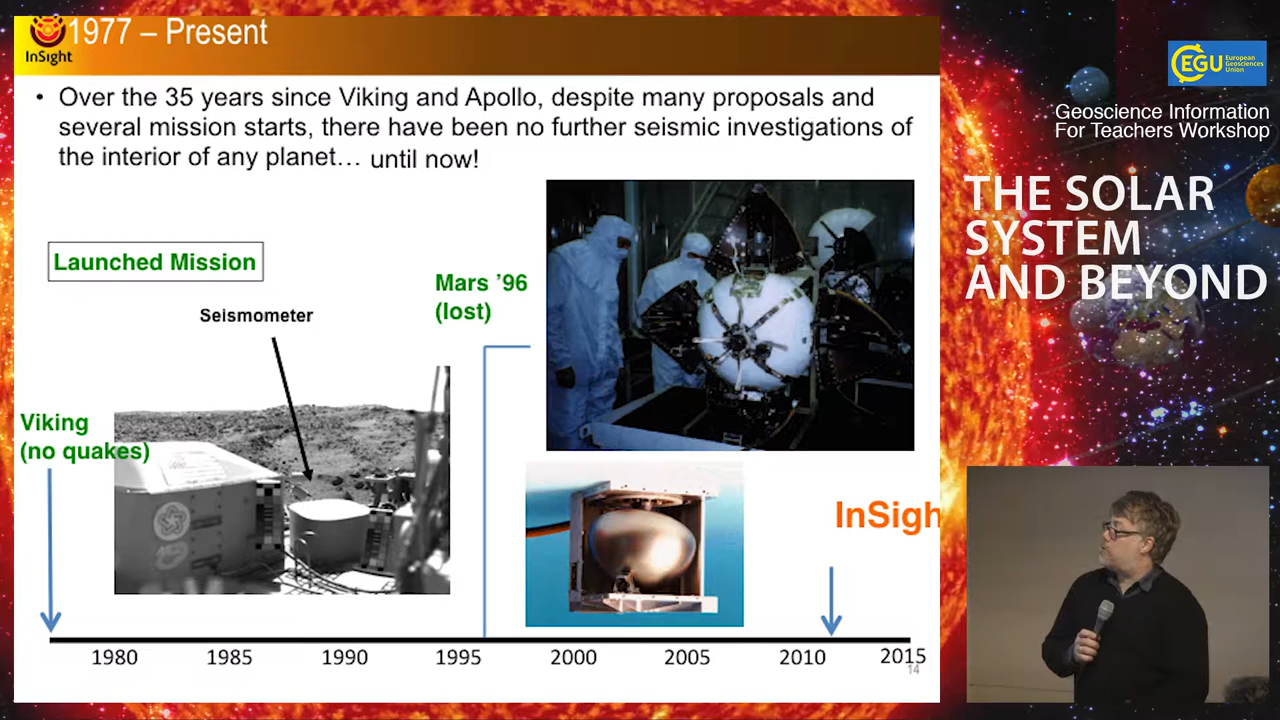 1977 – Present
InSight
• Over the 35 years since Viking and Apollo, despite many proposals and
several mission starts, there have been no further seismic investigations of
the interior of any planet… until now!
Launched Mission
Seismometer
Mars ’96
(lost)
Viking
(no quakes)
InSigh
1980 1985 1990 1995 2000 2005 2010 2015
14
EGU European
Geosciences
Union
Geoscience Information
For Teachers Workshop
THE SOLAR
SYSTEM
AND BEYOND